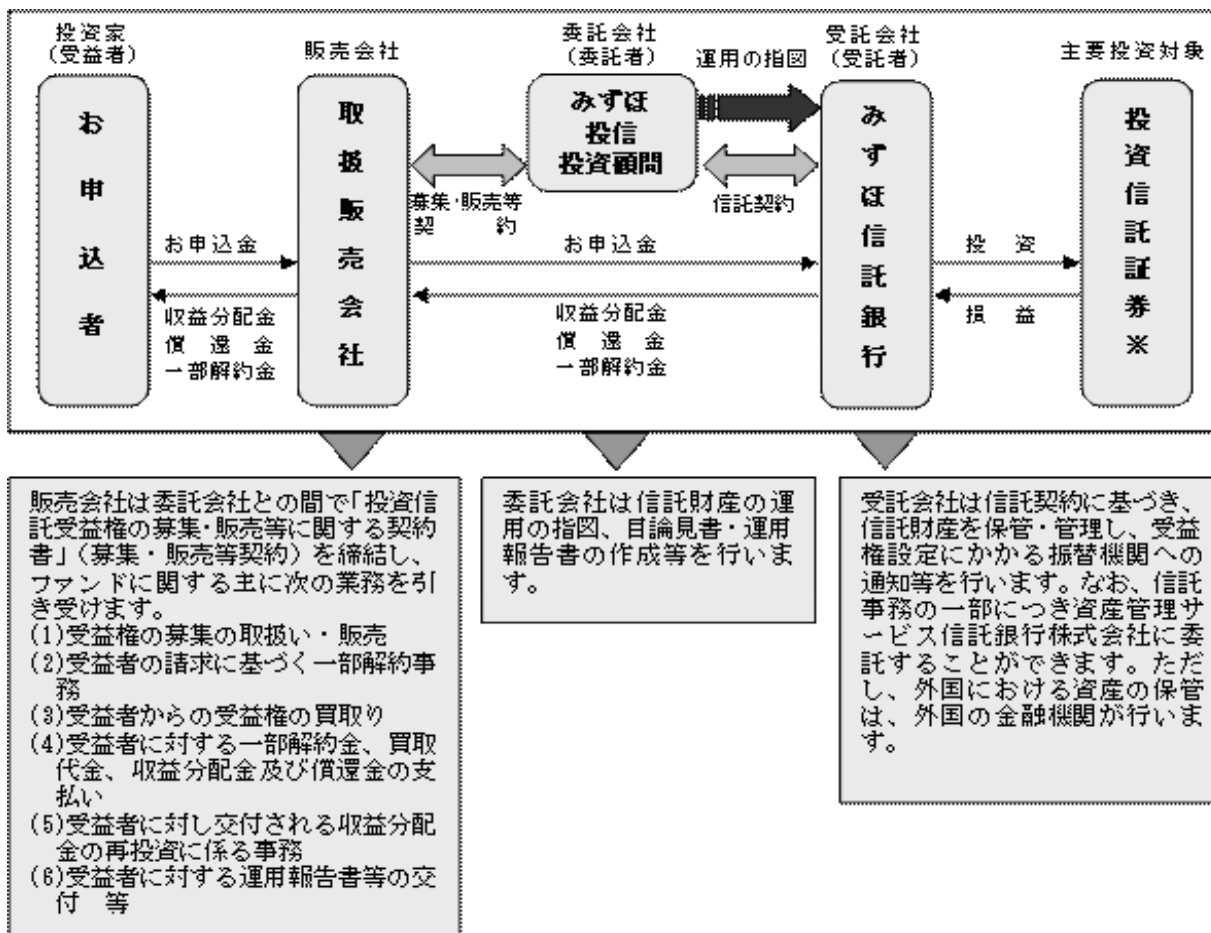 投資家
(受益者)
お申込者
販売会社
取扱販売会社
委託会社
(委託者)
みずほ
投信
投資顧問
運用の指図
受託会社
(受託者)
みずほ信託銀行
主要投資対象
投資信託証券※
募集・販売等
契　　　約
信託契約
お申込金
お申込金
投　資
収益分配金
償　還　金
一部解約金
収益分配金
償　還　金
一部解約金
損　益
販売会社は委託会社との間で「投資信
託受益権の募集・販売等に関する契約
書」(募集・販売等契約)を締結し、
ファンドに関する主に次の業務を引
き受けます。
(1)受益権の募集の取扱い・販売
(2)受益者の請求に基づく一部解約事
務
(3)受益者からの受益権の買取り
(4)受益者に対する一部解約金、買取
代金、収益分配金及び償還金の支
払い
(5)受益者に対し交付される収益分配
金の再投資に係る事務
(6)受益者に対する運用報告書等の交
付　等
委託会社は信託財産の運
用の指図、目論見書・運用
報告書の作成等を行いま
す。
受託会社は信託契約に基づき、
信託財産を保管・管理し、受益
権設定にかかる振替機関への
通知等を行います。なお、信託
事務の一部につき資産管理サ
ービス信託銀行株式会社に委
託することができます。ただ
し、外国における資産の保管
は、外国の金融機関が行いま
す。